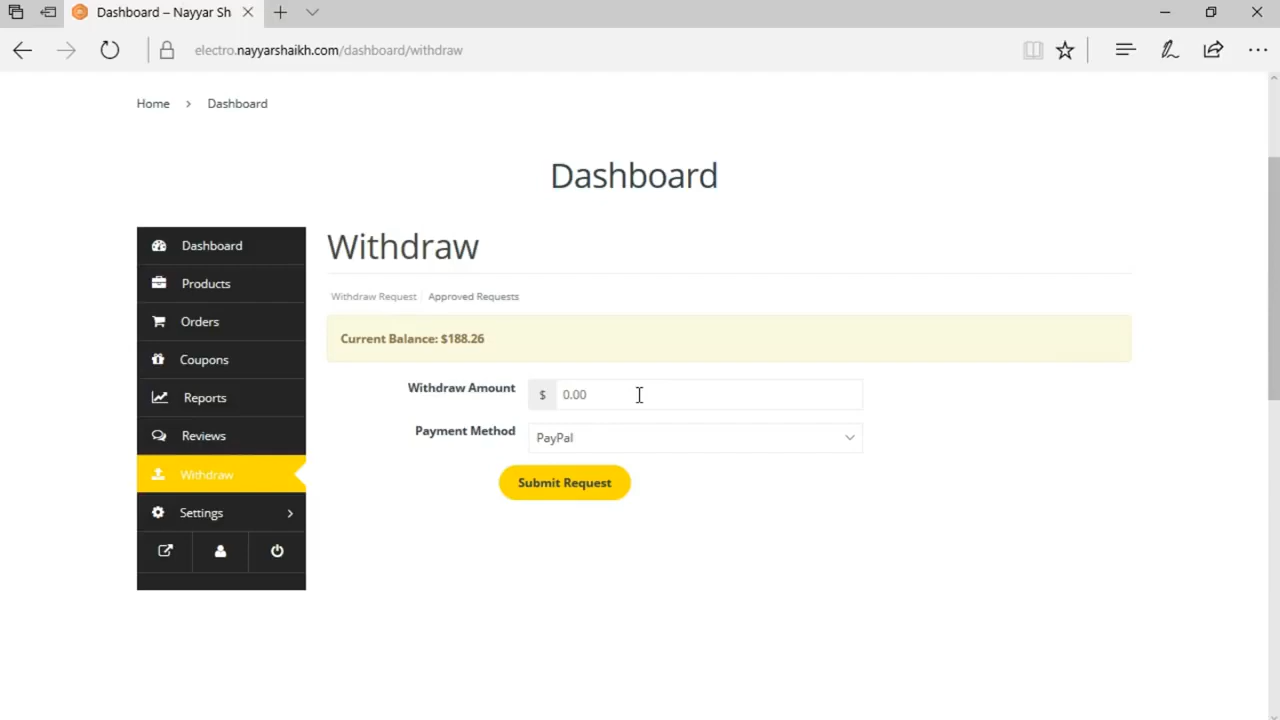 Dashboard – Nayyar Sh
electro.nayyarshaikh.com/dashboard/withdraw
Home > Dashboard
Dashboard
Dashboard
Products
Orders
Coupons
Reports
Reviews
Withdraw
Settings
Withdraw
Withdraw Request Approved Requests
Current Balance: $188.26
Withdraw Amount $ 0.00
Payment Method PayPal
Submit Request